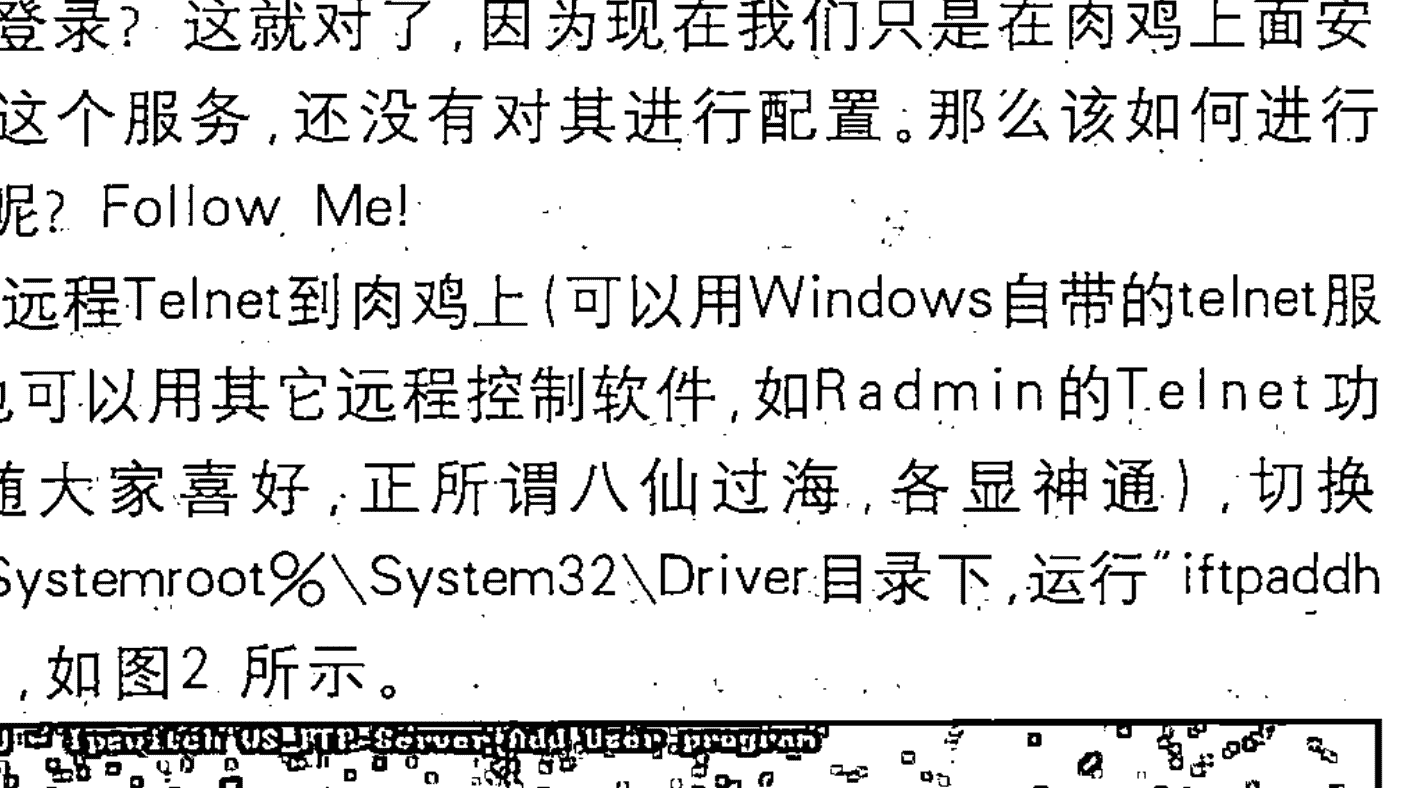 登录? 这就对了,因为现在我们只是在肉鸡上面安
这个服务,还没有对其进行配置。那么该如何进行
呢? Follow Me!
远程Telnet到肉鸡上(可以用Windows自带的telnet服
也可以用其它远程控制软件,如Radmin的Telnet功
随大家喜好,正所谓八仙过海,各显神通),切换
Systemroot%\System32\Driver目录下,运行"iftpaddh
,如图2 所示。
US FTP Server Add User program